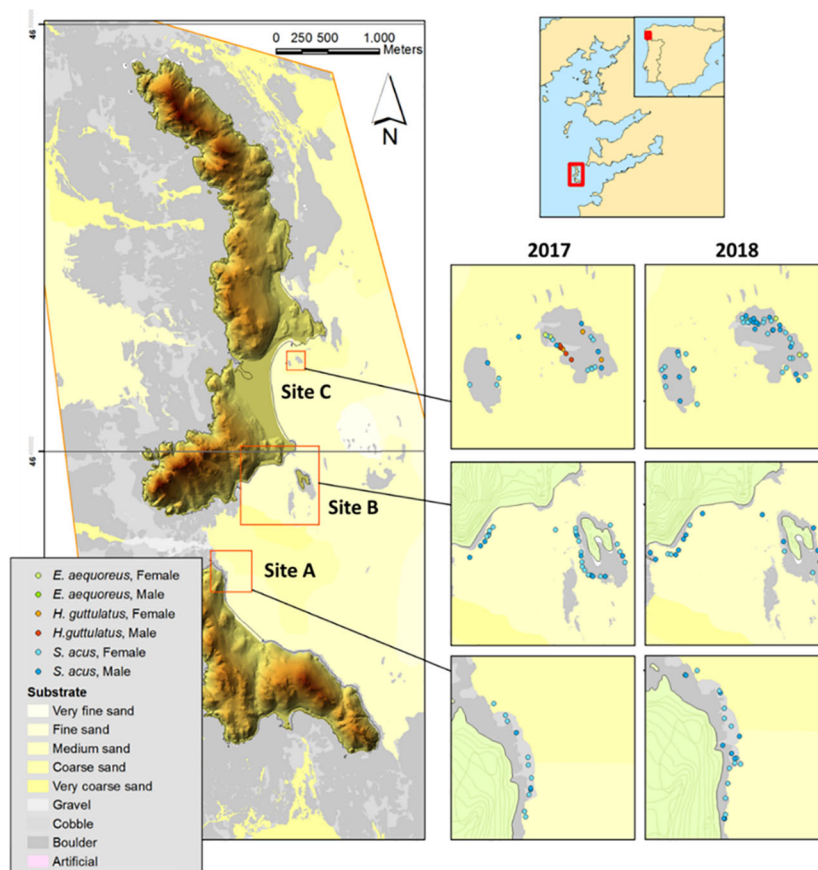 46
0 250 500 1.000
Meters
N
2017
2018
Site C
46
Site B
Site A
E. aequoreus, Female
E. aequoreus, Male
H. guttulatus, Female
H.guttulatus, Male
S. acus, Female
S. acus, Male
Substrate
Very fine sand
Fine sand
Medium sand
Coarse sand
Very coarse sand
Gravel
Cobble
Boulder
Artificial